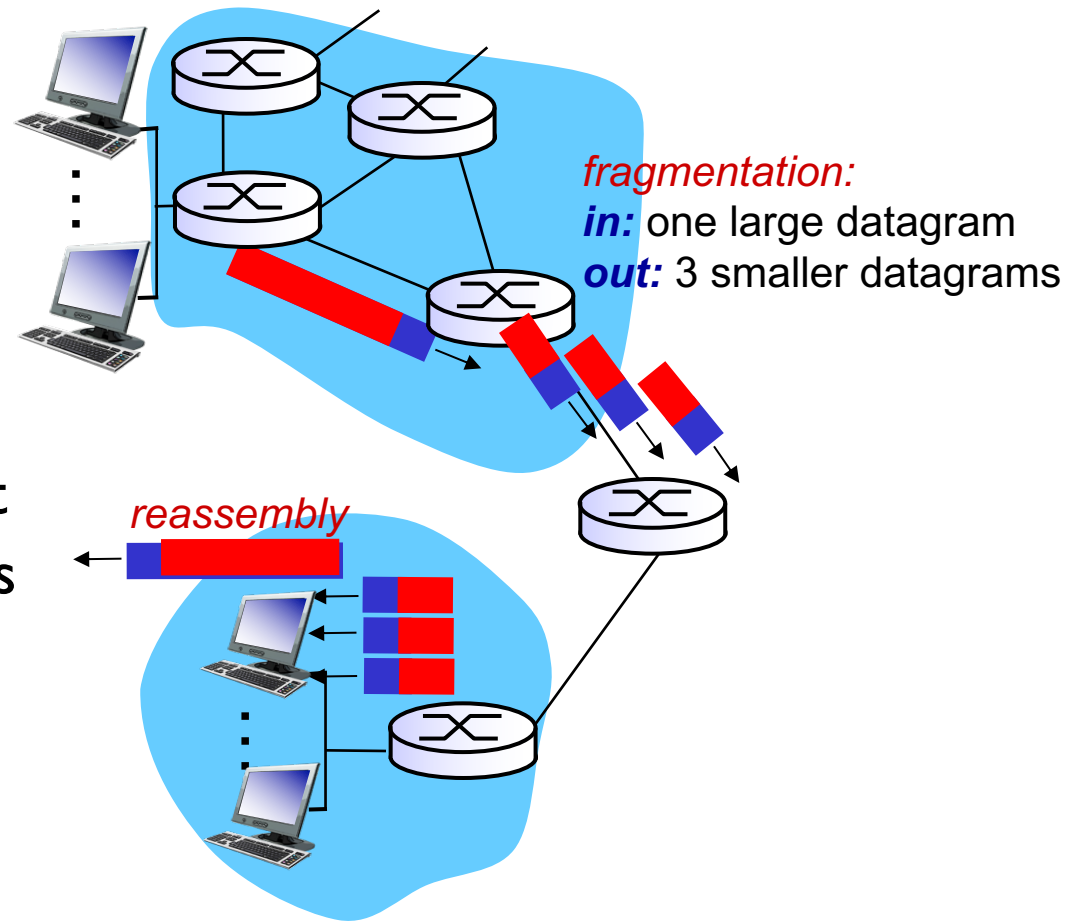 fragmentation:
in: one large datagram
out: 3 smaller datagrams
reassembly